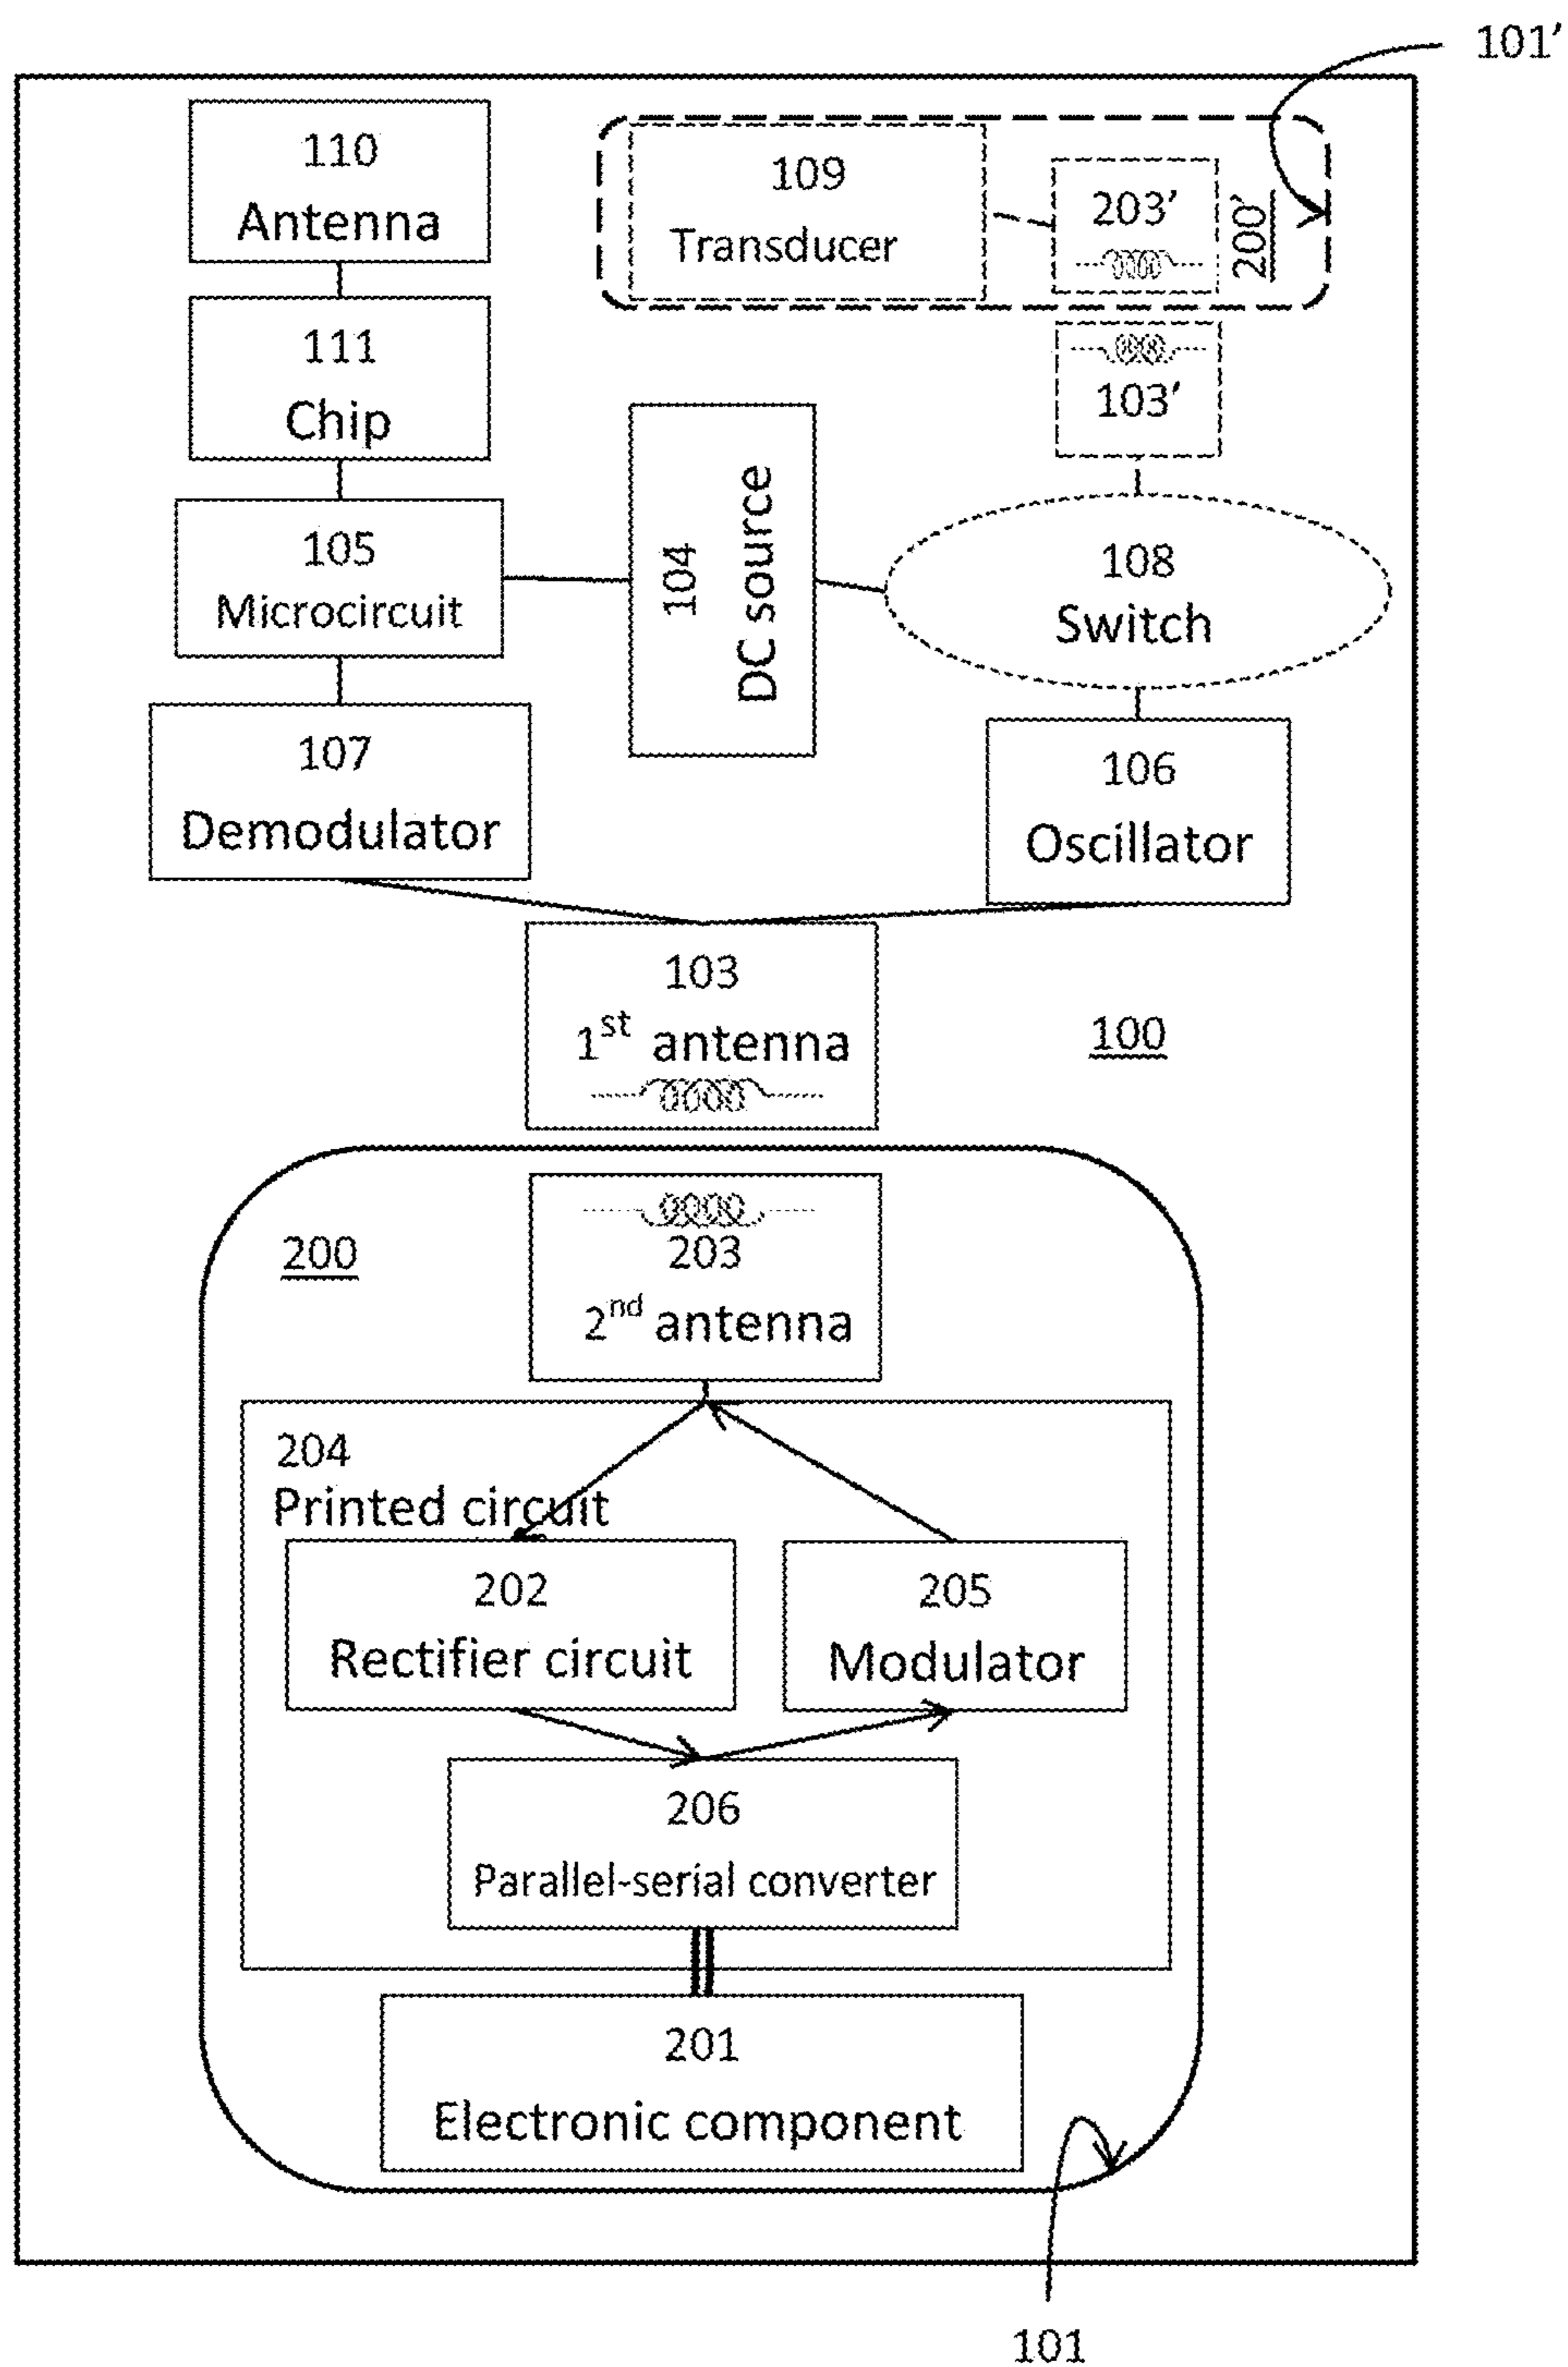 101'
110
Antenna
109
Transducer
203'
200'
111
Chip
103'
105
Microcircuit
104
DC source
108
Switch
107
Demodulator
106
Oscillator
103
1st antenna
100
200
203
2nd antenna
204
Printed circuit
202
Rectifier circuit
205
Modulator
206
Parallel-serial converter
201
Electronic component
101